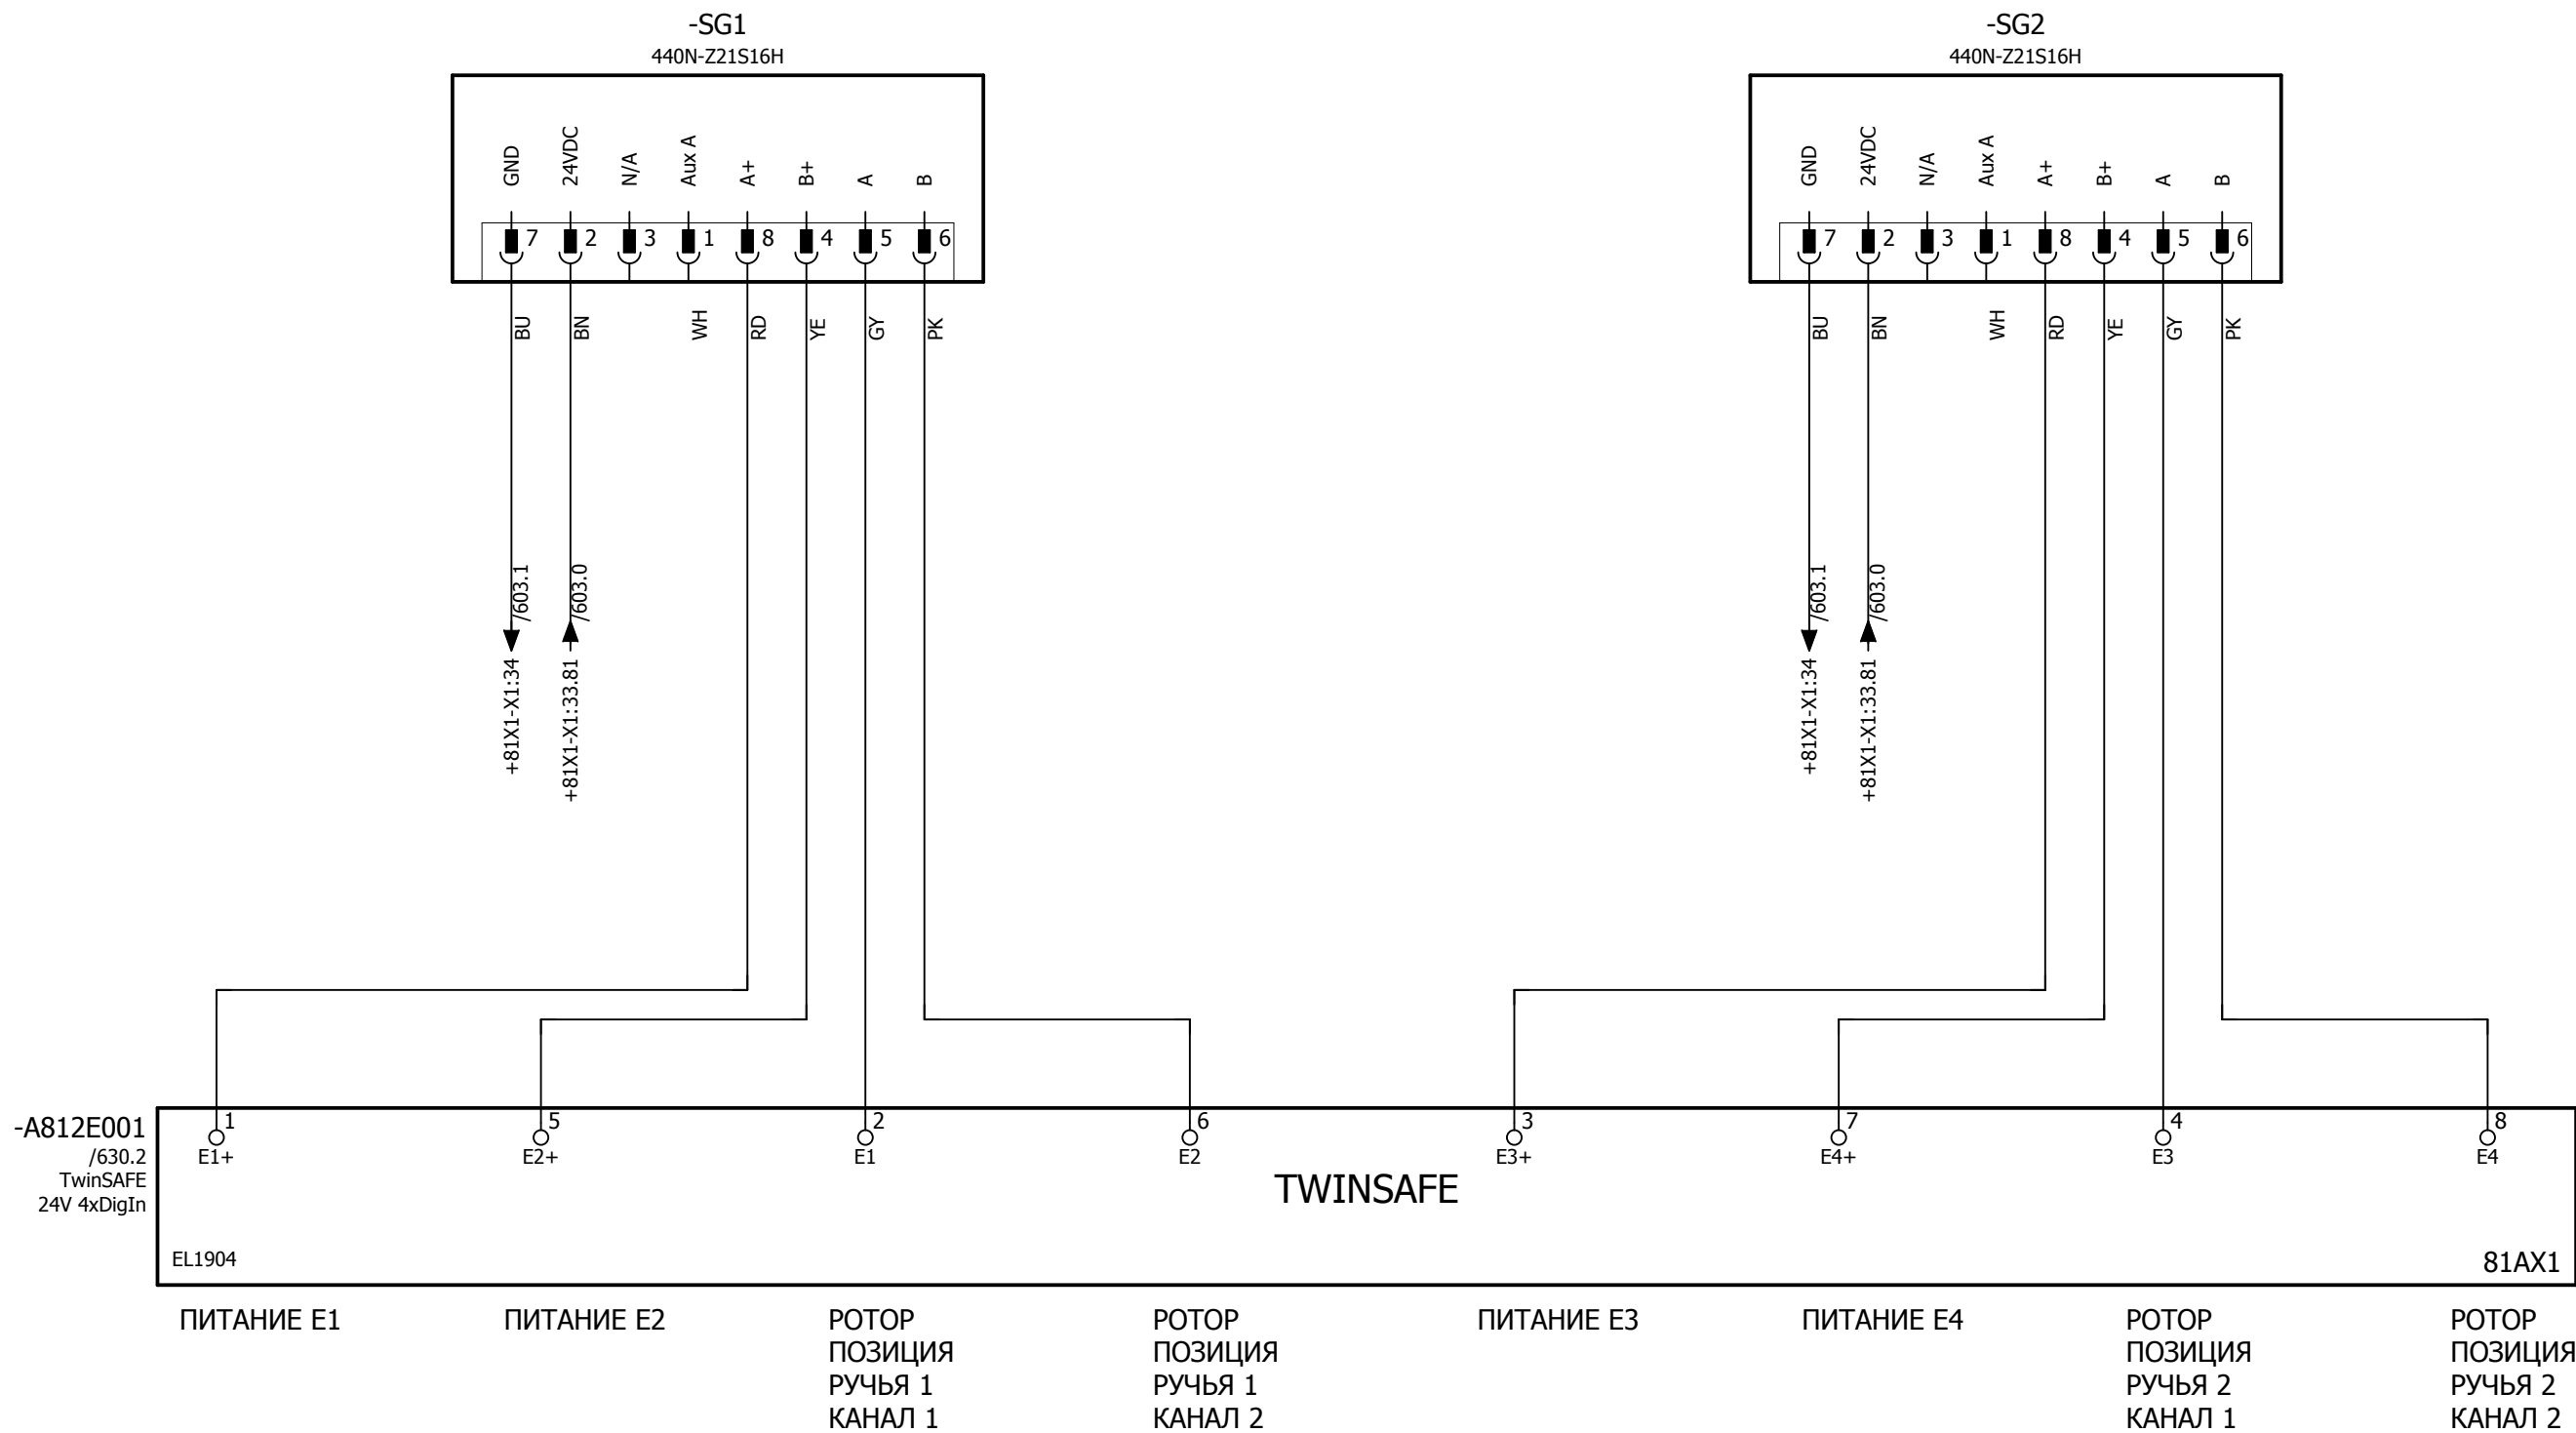 -SG1
440N-Z21S16H
GND
24VDC
N/A
Aux A
A+
B+
A
B
7
2
3
1
8
4
5
6
BU
BN
WH
RD
YE
GY
PK
/603.1
/603.0
+81X1-X1:34
+81X1-X1:33.81
-SG2
440N-Z21S16H
GND
24VDC
N/A
Aux A
A+
B+
A
B
7
2
3
1
8
4
5
6
BU
BN
WH
RD
YE
GY
PK
/603.1
/603.0
+81X1-X1:34
+81X1-X1:33.81
-A812E001
/630.2
TwinSAFE
24V 4xDigIn
1
5
2
6
3
7
4
8
E1+
E2+
E1
E2
E3+
E4+
E3
E4
TWINSAFE
EL1904
81AX1
ПИТАНИЕ E1
ПИТАНИЕ E2
РОТОР
ПОЗИЦИЯ
РУЧЬЯ 1
КАНАЛ 1
РОТОР
ПОЗИЦИЯ
РУЧЬЯ 1
КАНАЛ 2
ПИТАНИЕ E3
ПИТАНИЕ E4
РОТОР
ПОЗИЦИЯ
РУЧЬЯ 2
КАНАЛ 1
РОТОР
ПОЗИЦИЯ
РУЧЬЯ 2
КАНАЛ 2